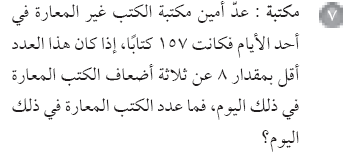 ٧ مكتبة : عدّ أمين مكتبة الكتب غير المعارة في
أحد الأيام فكانت ١٥٧ كتابًا، إذا كان هذا العدد
أقل بمقدار ٨ عن ثلاثة أضعاف الكتب المعارة
في ذلك اليوم، فما عدد الكتب المعارة في ذلك
اليوم؟